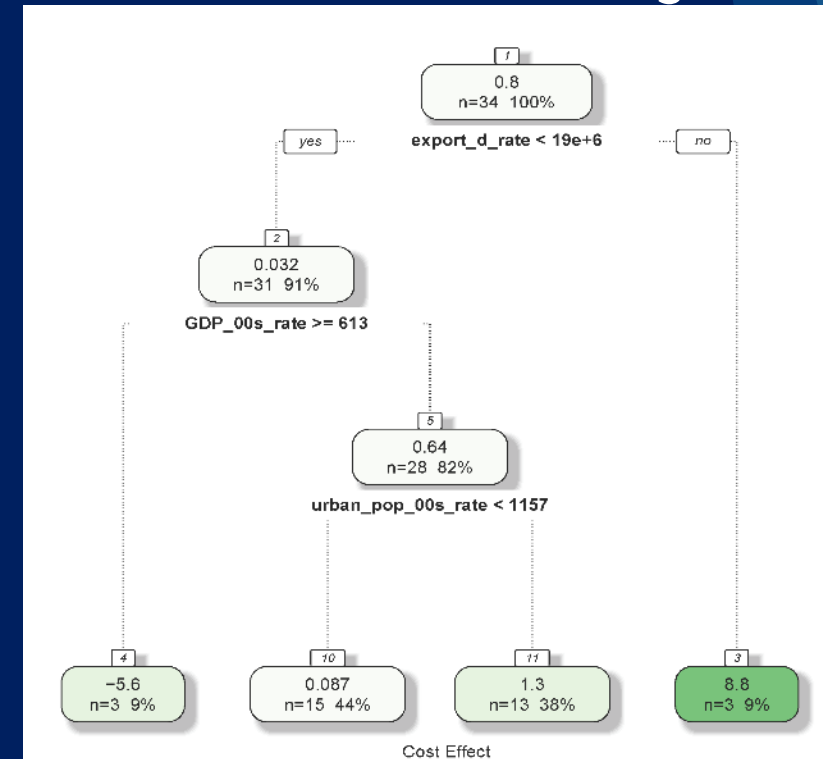 1
0.8
n=34 100%
yes
export_d_rate < 19e+6
no
2
0.032
n=31 91%
GDP_00s_rate >= 613
5
0.64
n=28 82%
urban_pop_00s_rate < 1157
4
−5.6
n=3 9%
10
0.087
n=15 44%
11
1.3
n=13 38%
3
8.8
n=3 9%
Cost Effect